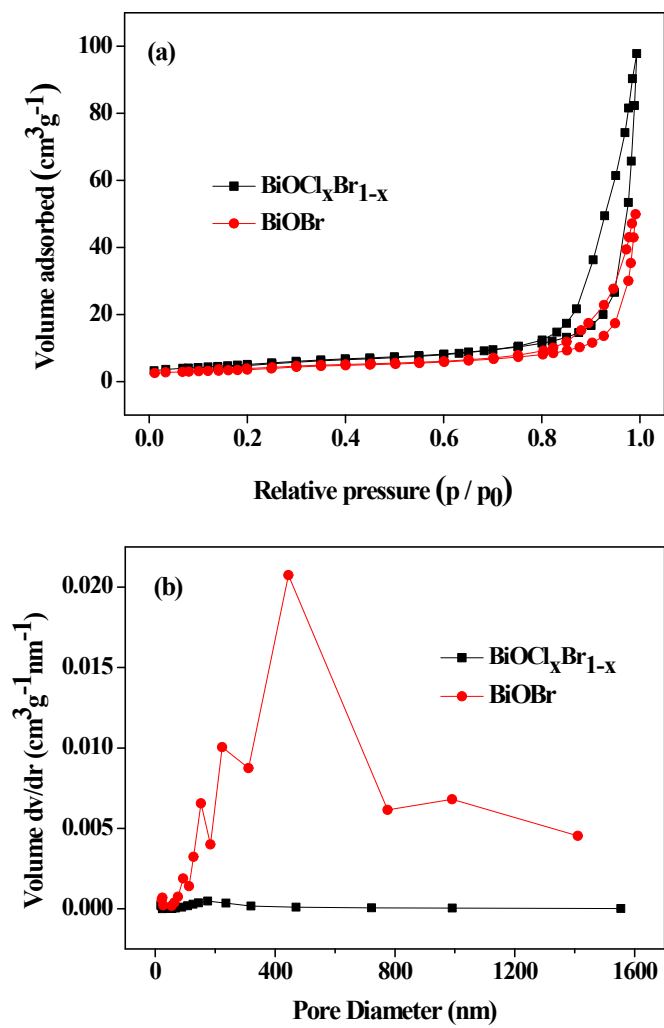 (a)
100
80
60
40
20
0
Volume adsorbed (cm³g⁻¹)
BiOClₓBr₁₋ₓ
BiOBr
0.0 0.2 0.4 0.6 0.8 1.0
Relative pressure (p / p₀)
(b)
0.020
0.015
0.010
0.005
0.000
Volume dv/dr (cm³g⁻¹nm⁻¹)
BiOClₓBr₁₋ₓ
BiOBr
0 400 800 1200 1600
Pore Diameter (nm)